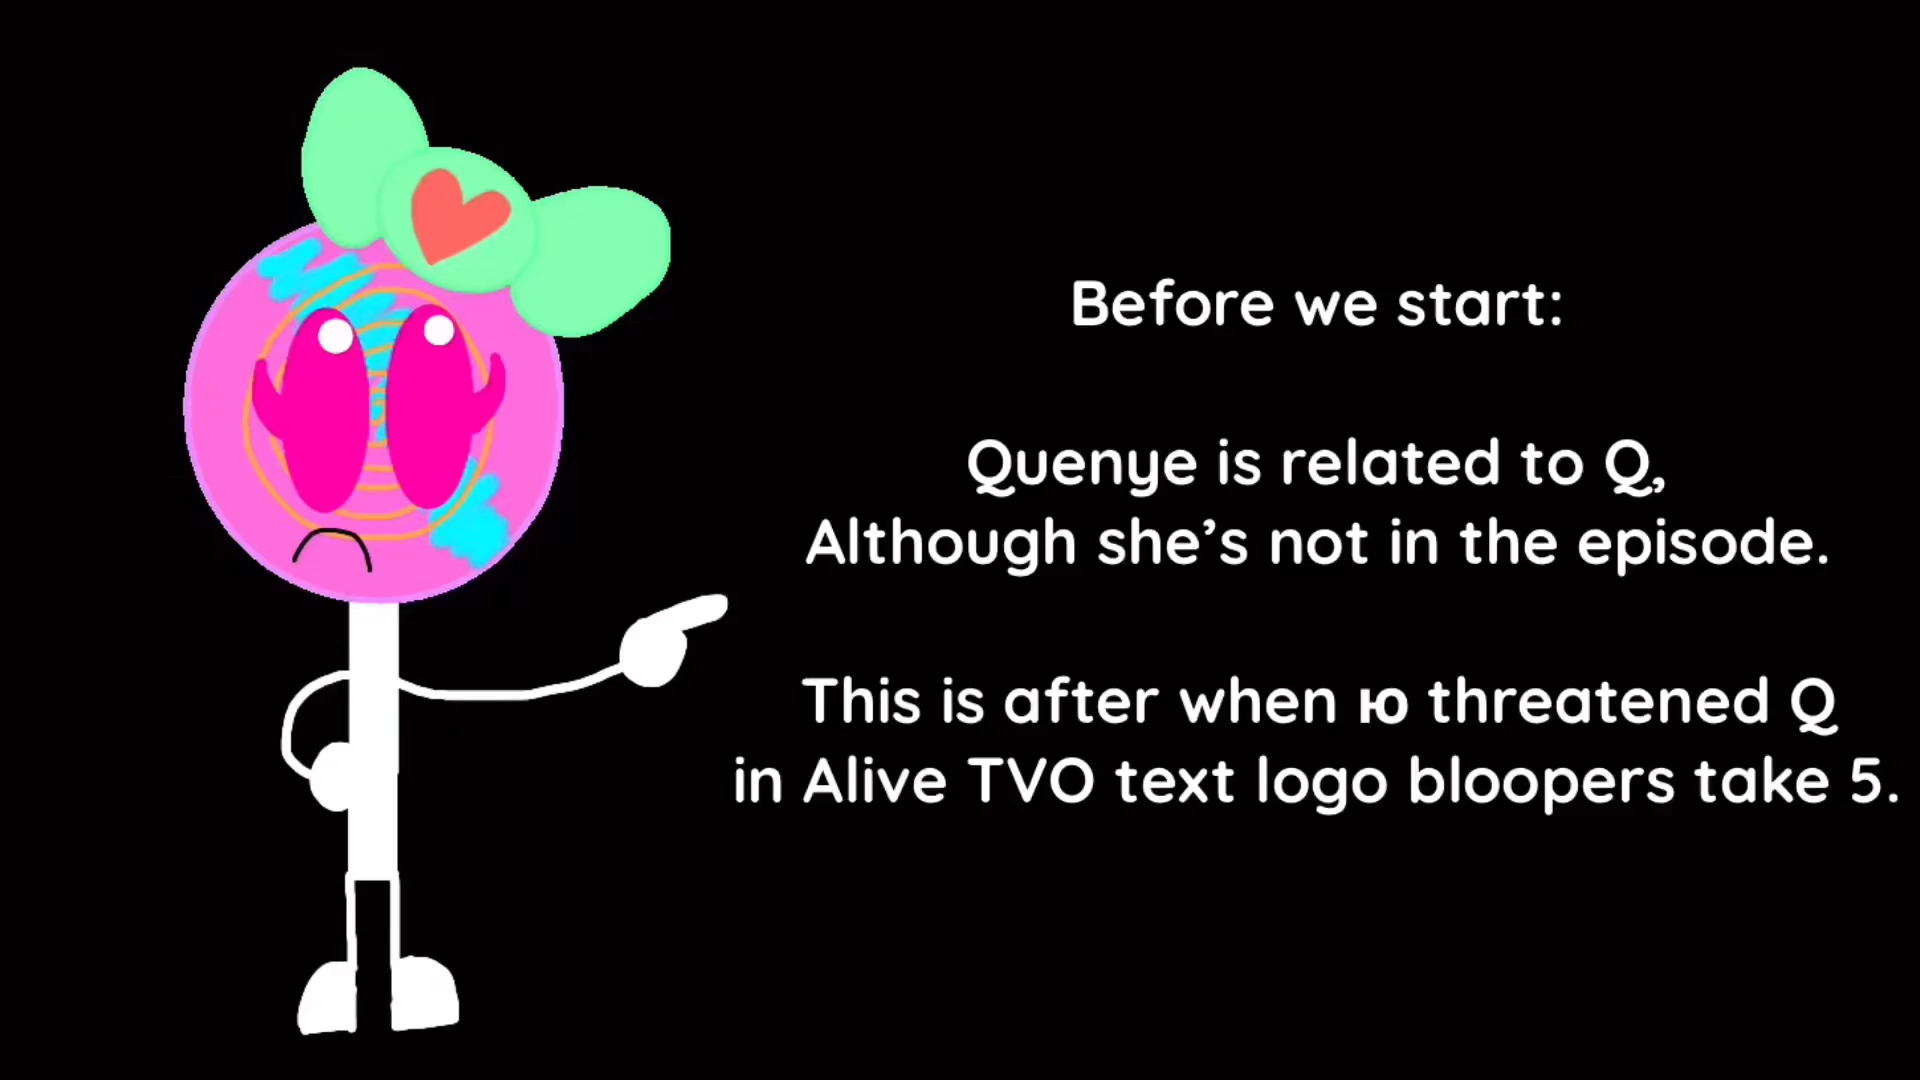 Before we start:
Quenye is related to Q,
Although she’s not in the episode.
This is after when ю threatened Q
in Alive TVO text logo bloopers take 5.